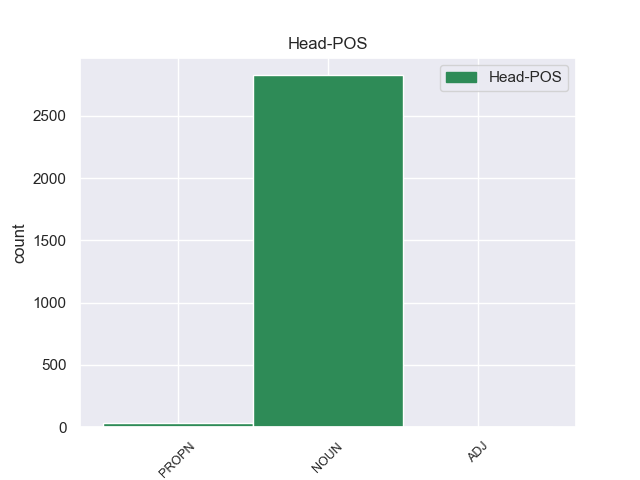 Head-POS
Head-POS
count
2500
2000
1500
1000
500
0
PROPN
NOUN
ADJ